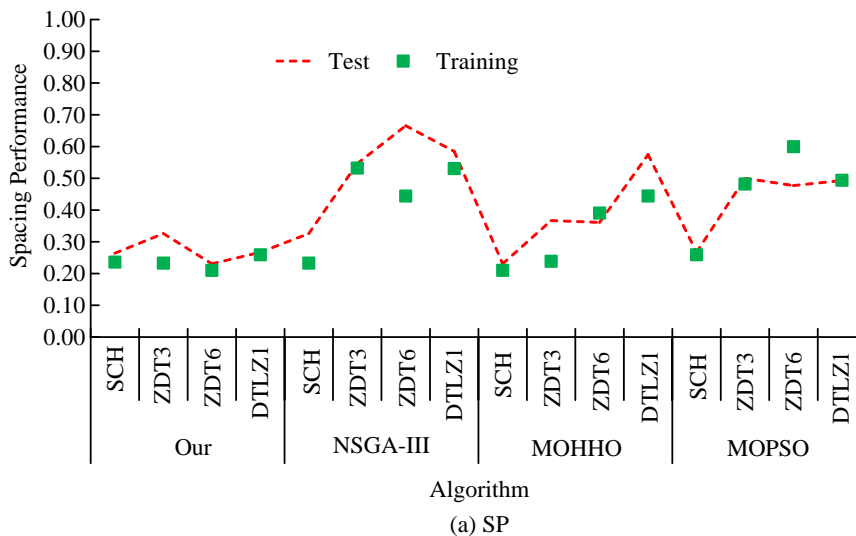 1.00
0.90
0.80
0.70
0.60
0.50
0.40
0.30
0.20
0.10
0.00
Spacing Performance
Test
Training
SCH
ZDT3
ZDT6
DTLZ1
SCH
ZDT3
ZDT6
DTLZ1
SCH
ZDT3
ZDT6
DTLZ1
SCH
ZDT3
ZDT6
DTLZ1
Our
NSGA-III
MOHHO
MOPSO
Algorithm
(a) SP